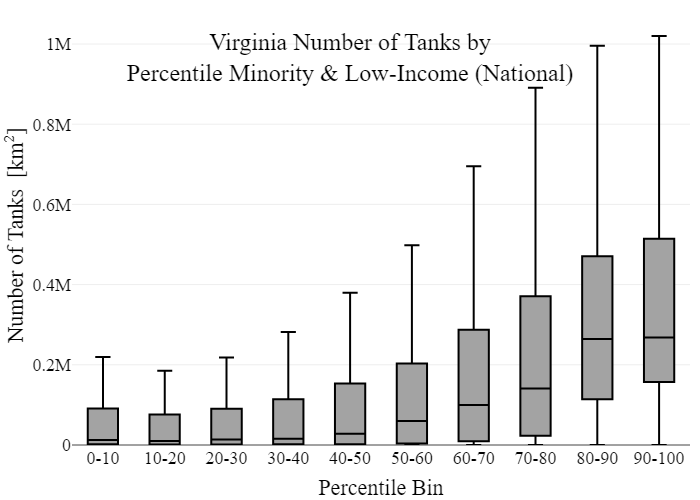 Virginia Number of Tanks by
Percentile Minority & Low-Income (National)
Number of Tanks [km²]
1M
0.8M
0.6M
0.4M
0.2M
0
0-10 10-20 20-30 30-40 40-50 50-60 60-70 70-80 80-90 90-100
Percentile Bin